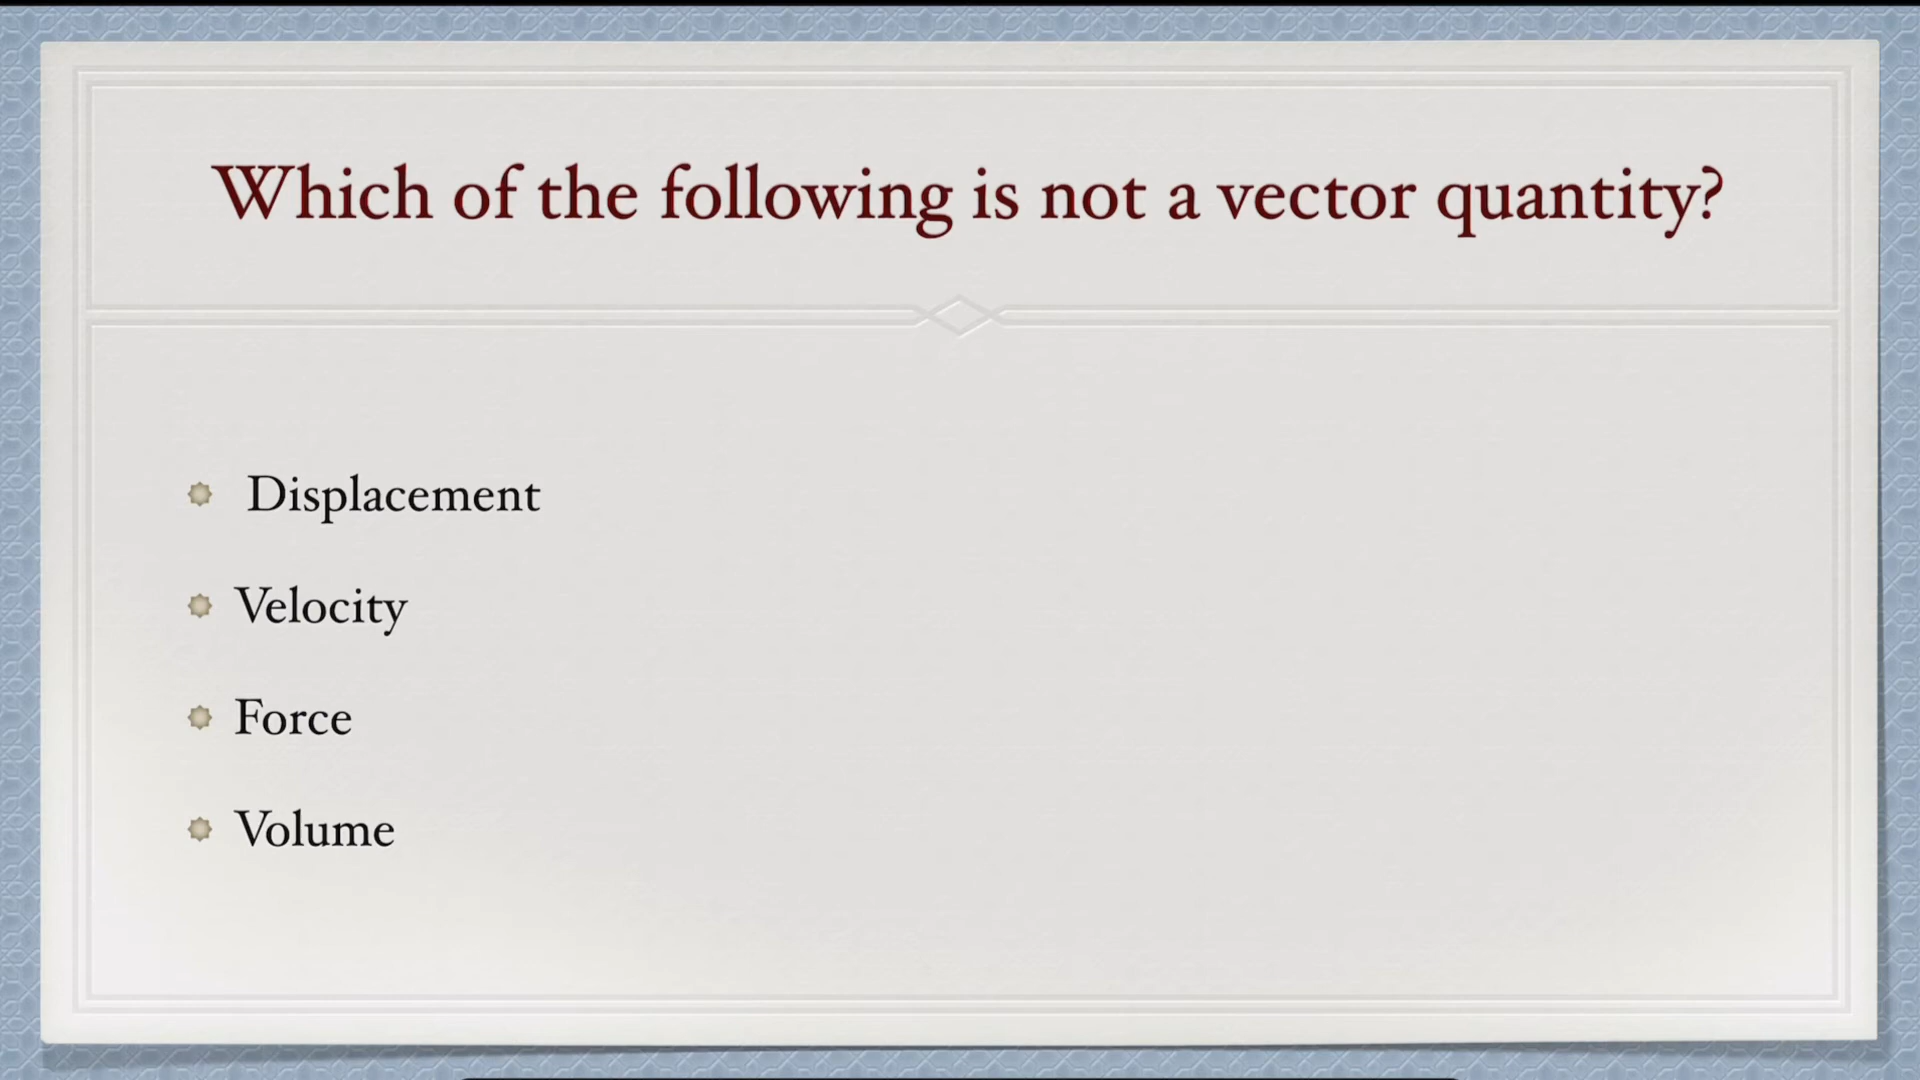 Which of the following is not a vector quantity?
Displacement
Velocity
Force
Volume